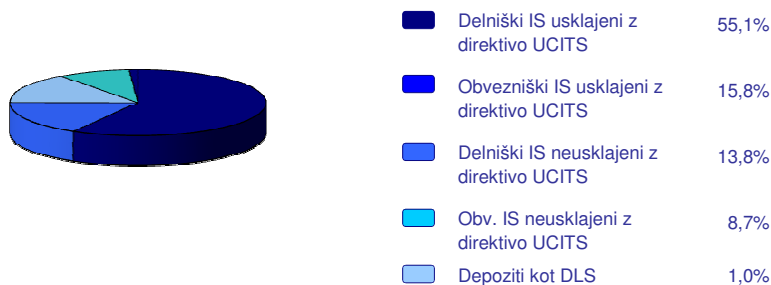 Delniški IS usklajeni z 55,1%
direktivo UCITS
Obvezniški IS usklajeni z 15,8%
direktivo UCITS
Delniški IS neusklajeni z 13,8%
direktivo UCITS
Obv. IS neusklajeni z 8,7%
direktivo UCITS
Depoziti kot DLS 1,0%